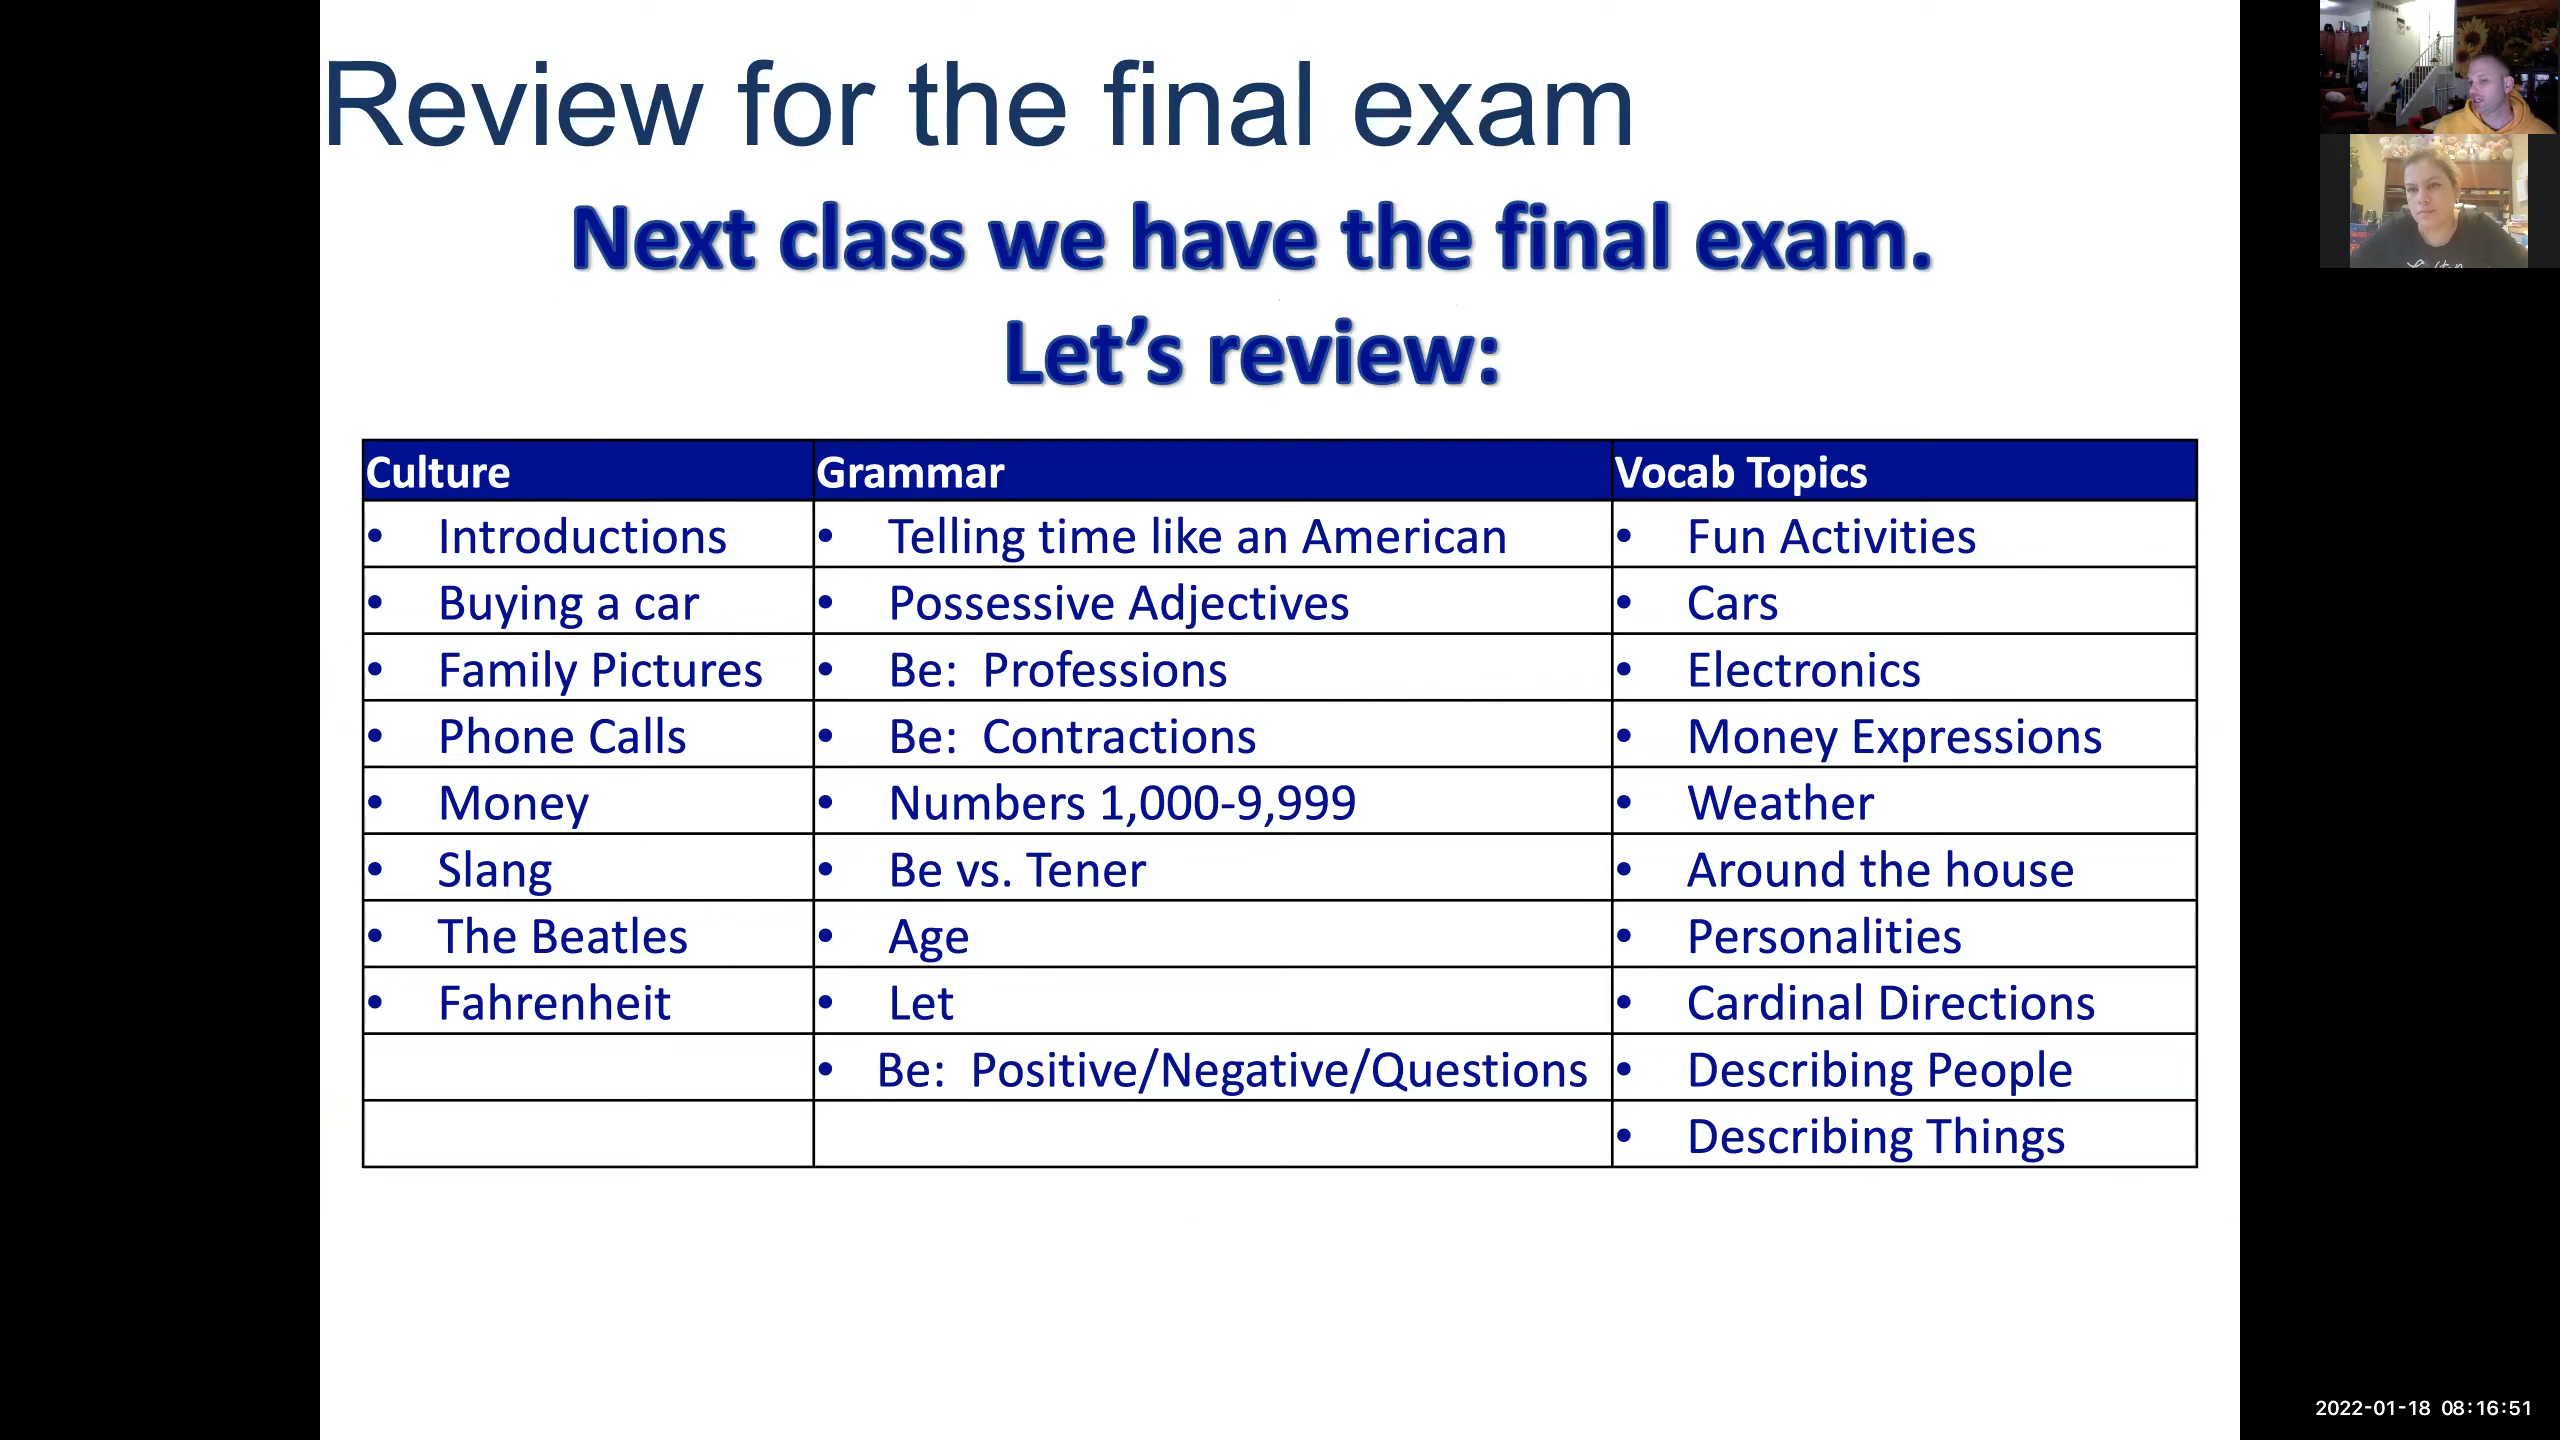 Review for the final exam
Next class we have the final exam.
Let's review:
Culture Grammar Vocab Topics
• Introductions • Telling time like an American • Fun Activities
• Buying a car • Possessive Adjectives • Cars
• Family Pictures • Be: Professions • Electronics
• Phone Calls • Be: Contractions • Money Expressions
• Money • Numbers 1,000-9,999 • Weather
• Slang • Be vs. Tener • Around the house
• The Beatles • Age • Personalities
• Fahrenheit • Let • Cardinal Directions
• Be: Positive/Negative/Questions • Describing People
• Describing Things
2022-01-18 08:16:51